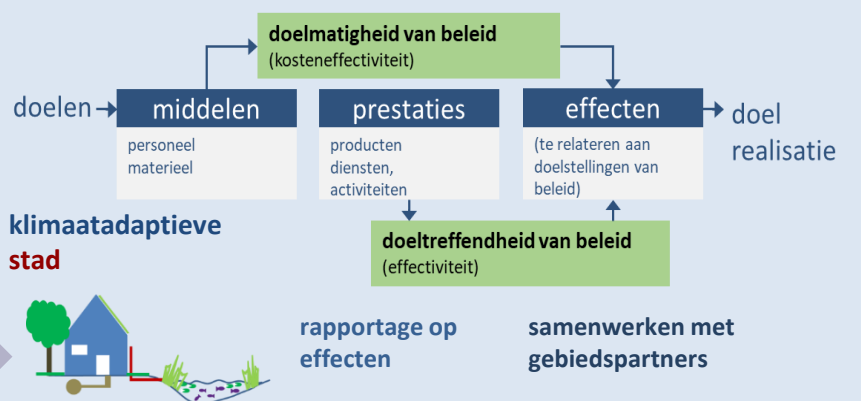 doelmatigheid van beleid
(kosteneffectiviteit)
doelen
middelen
personeel
materieel
prestaties
producten
diensten,
activiteiten
effecten
(te relateren aan
doelstellingen van
beleid)
doel
realisatie
doeltreffendheid van beleid
(effectiviteit)
klimaatadaptieve
stad
rapportage op
effecten
samenwerken met
gebiedspartners